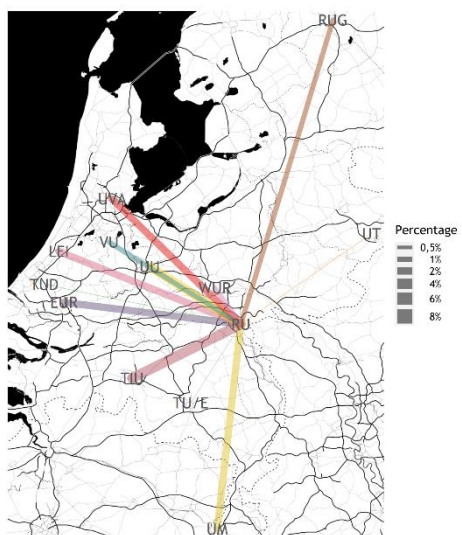 RUG
UVA
UT
VU
LEI
UU
WUR
TUD
EUR
RU
TIU
TU/E
UM
Percentage
0,5%
1%
2%
4%
6%
8%